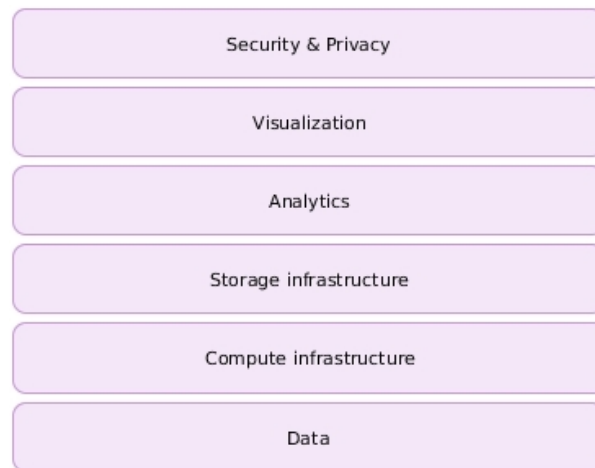 Security & Privacy
Visualization
Analytics
Storage infrastructure
Compute infrastructure
Data